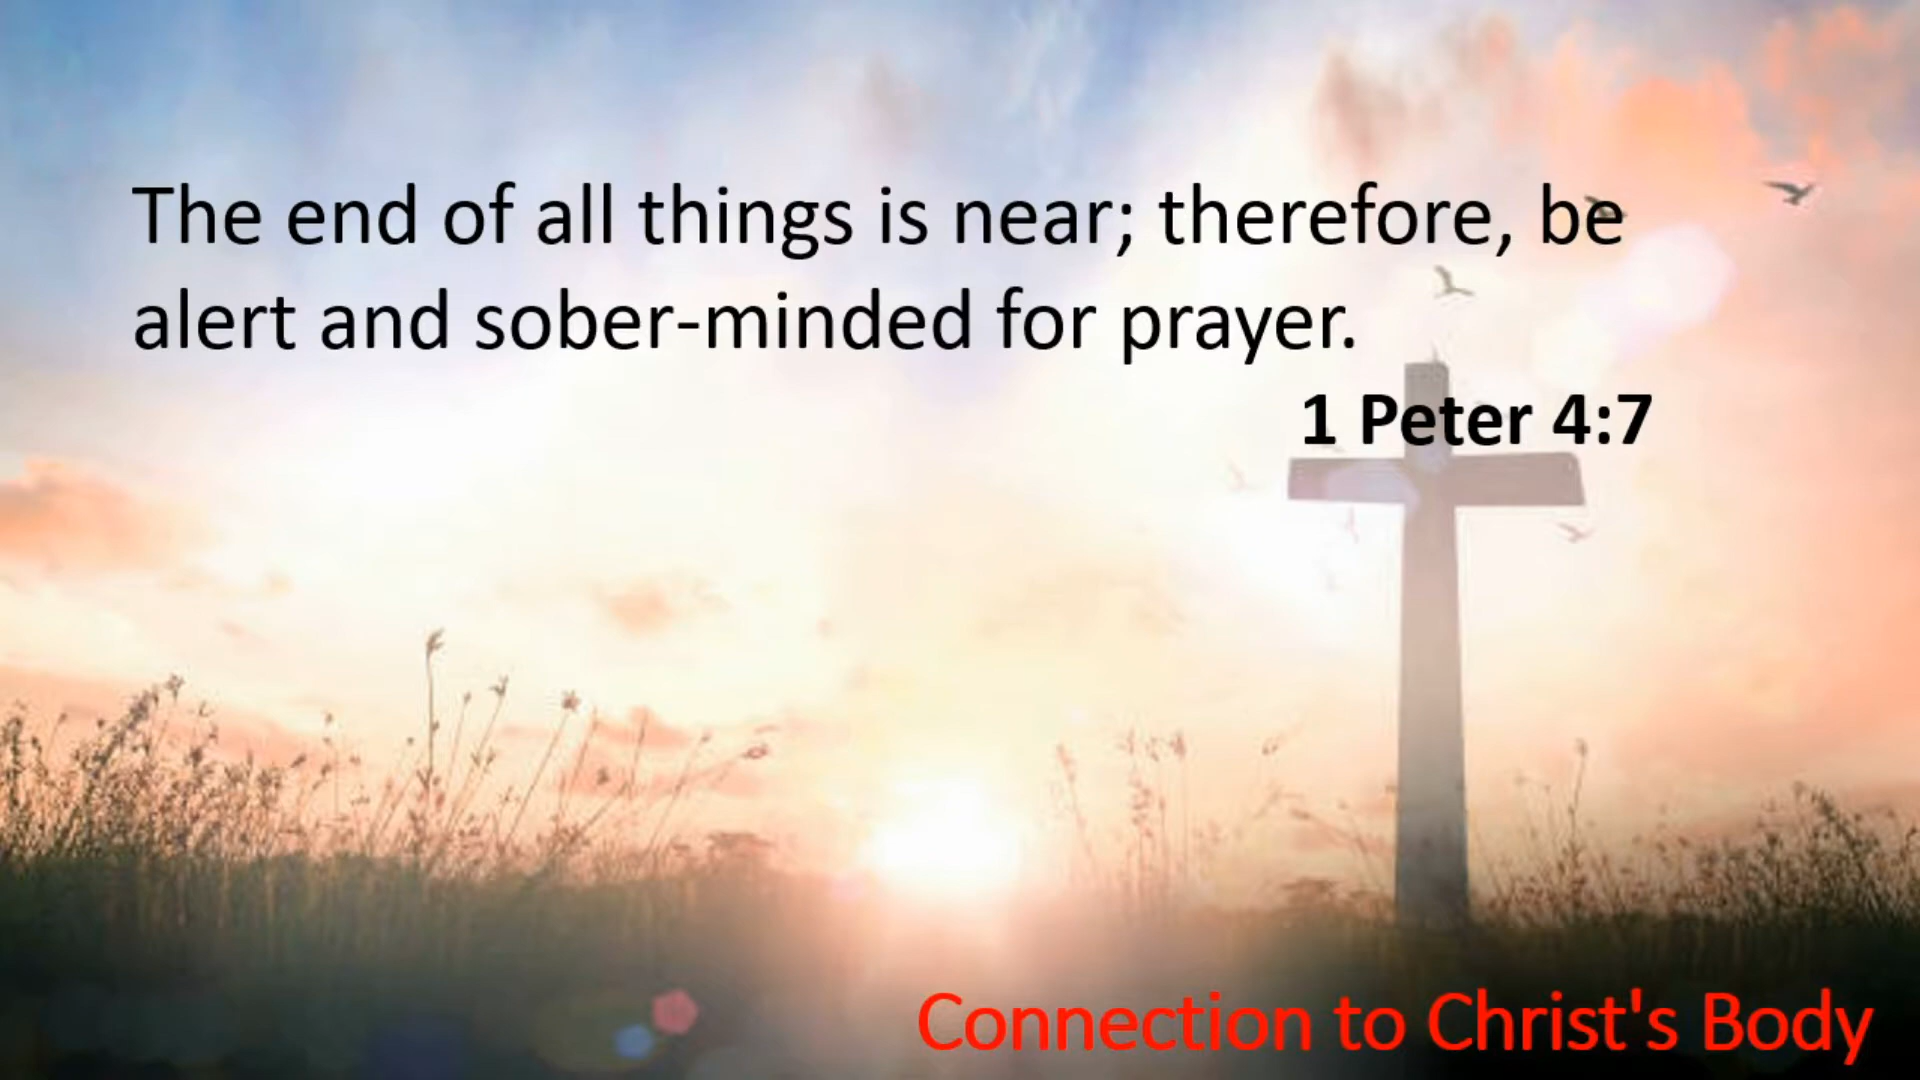 The end of all things is near; therefore, be
alert and sober-minded for prayer.
1 Peter 4:7
Connection to Christ's Body